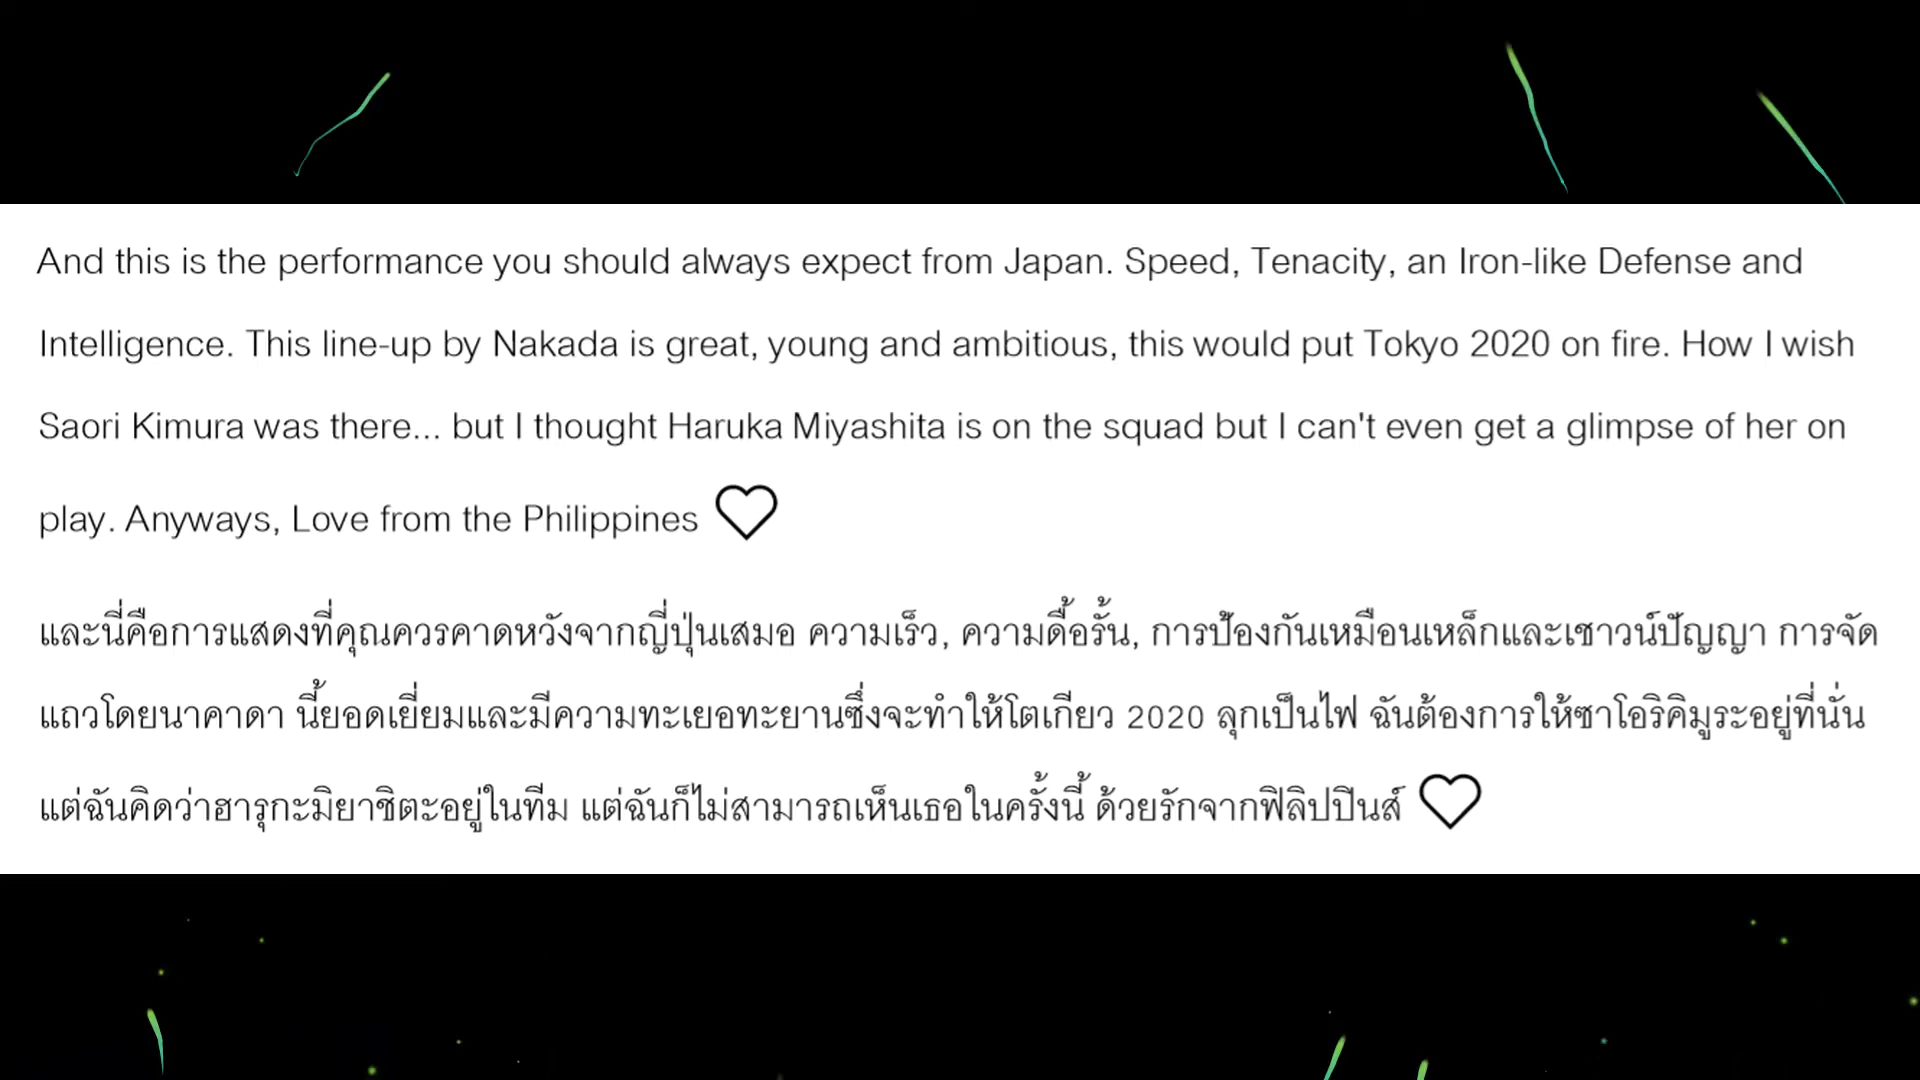 And this is the performance you should always expect from Japan. Speed, Tenacity, an Iron-like Defense and
Intelligence. This line-up by Nakada is great, young and ambitious, this would put Tokyo 2020 on fire. How I wish
Saori Kimura was there... but I thought Haruka Miyashita is on the squad but I can't even get a glimpse of her on
play. Anyways, Love from the Philippines ♡
และนี่คือการแสดงที่คุณควรคาดหวังจากญี่ปุ่นเสมอ ความเร็ว, ความดื้อรั้น, การป้องกันเหมือนเหล็กและเชาวน์ปัญญา การจัด
แถวโดยนาคาดา นี้ยอดเยี่ยมและมีความทะเยอทะยานซึ่งจะทำให้โตเกียว 2020 ลุกเป็นไฟ ฉันต้องการให้ซาโอริคิมูระอยู่ที่นั่น
แต่ฉันคิดว่าฮารุกะมิยาชิตะอยู่ในทีม แต่ฉันก็ไม่สามารถเห็นเธอในครั้งนี้ ด้วยรักจากฟิลิปปินส์ ♡